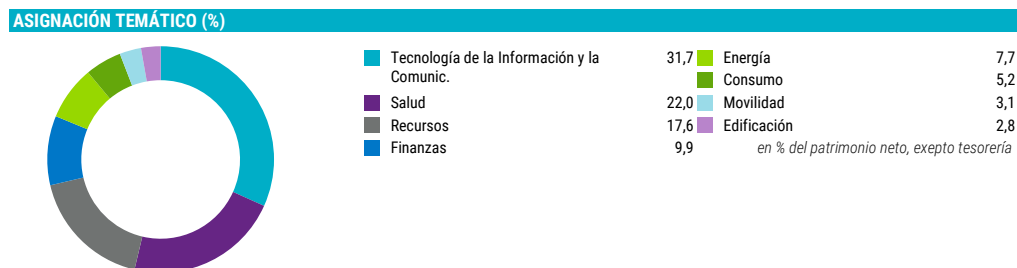 ASIGNACIÓN TEMÁTICO (%)
Tecnología de la Información y la 31,7
Comunic.
Salud 22,0
Recursos 17,6
Finanzas 9,9
Energía 7,7
Consumo 5,2
Movilidad 3,1
Edificación 2,8
en % del patrimonio neto, exepto tesorería